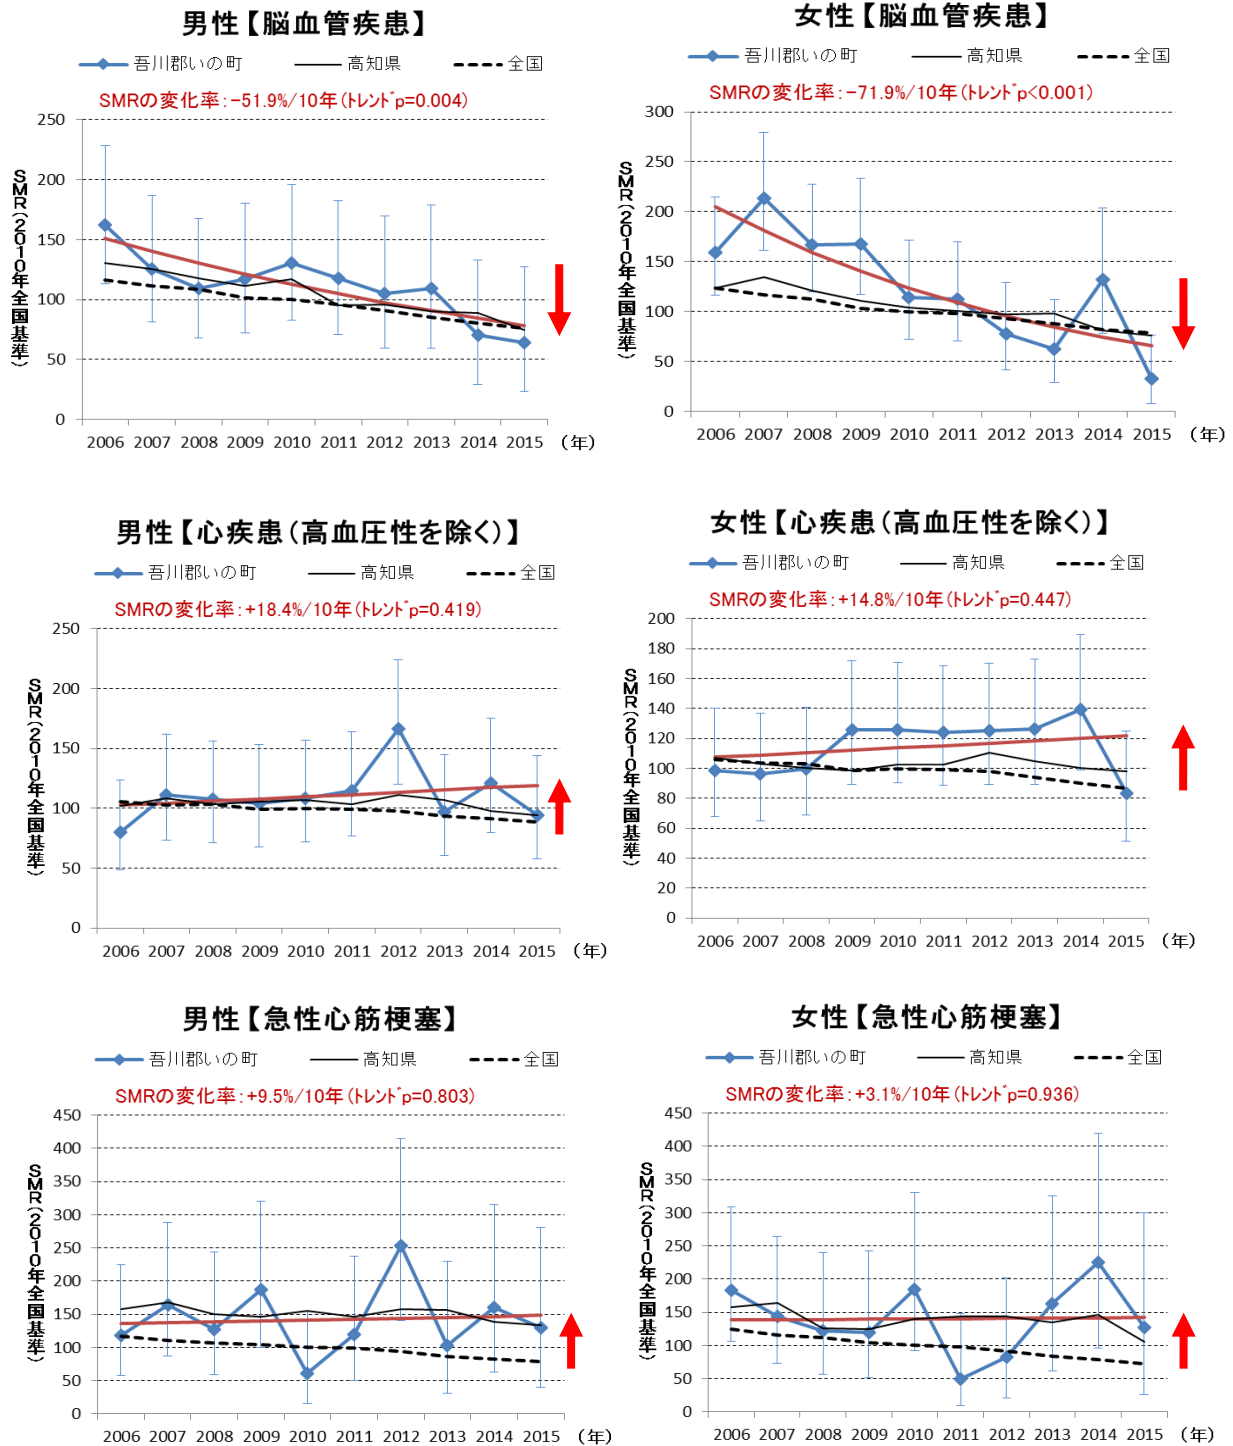 男性【脳血管疾患】
吾川郡いの町 高知県 全国
SMRの変化率：-51.9%/10年(トレンドp=0.004)
SMR(2010年全国基準)
250
200
150
100
50
0
2006 2007 2008 2009 2010 2011 2012 2013 2014 2015 (年)
女性【脳血管疾患】
吾川郡いの町 高知県 全国
SMRの変化率：-71.9%/10年(トレンドp<0.001)
SMR(2010年全国基準)
300
250
200
150
100
50
0
2006 2007 2008 2009 2010 2011 2012 2013 2014 2015 (年)
男性【心疾患(高血圧性を除く)】
吾川郡いの町 高知県 全国
SMRの変化率：+18.4%/10年(トレンドp=0.419)
SMR(2010年全国基準)
250
200
150
100
50
0
2006 2007 2008 2009 2010 2011 2012 2013 2014 2015 (年)
女性【心疾患(高血圧性を除く)】
吾川郡いの町 高知県 全国
SMRの変化率：+14.8%/10年(トレンドp=0.447)
SMR(2010年全国基準)
200
180
160
140
120
100
80
60
40
20
0
2006 2007 2008 2009 2010 2011 2012 2013 2014 2015 (年)
男性【急性心筋梗塞】
吾川郡いの町 高知県 全国
SMRの変化率：+9.5%/10年(トレンドp=0.803)
SMR(2010年全国基準)
450
400
350
300
250
200
150
100
50
0
2006 2007 2008 2009 2010 2011 2012 2013 2014 2015 (年)
女性【急性心筋梗塞】
吾川郡いの町 高知県 全国
SMRの変化率：+3.1%/10年(トレンドp=0.936)
SMR(2010年全国基準)
450
400
350
300
250
200
150
100
50
0
2006 2007 2008 2009 2010 2011 2012 2013 2014 2015 (年)